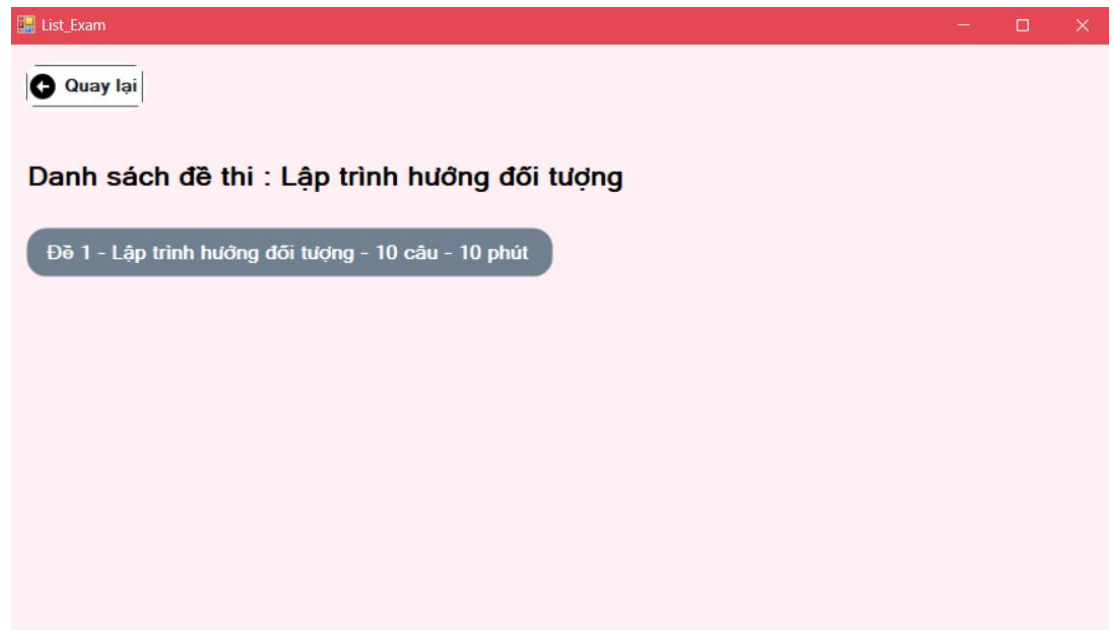 List_Exam
Quay lại
Danh sách đề thi : Lập trình hướng đối tượng
Đề 1 - Lập trình hướng đối tượng - 10 câu - 10 phút